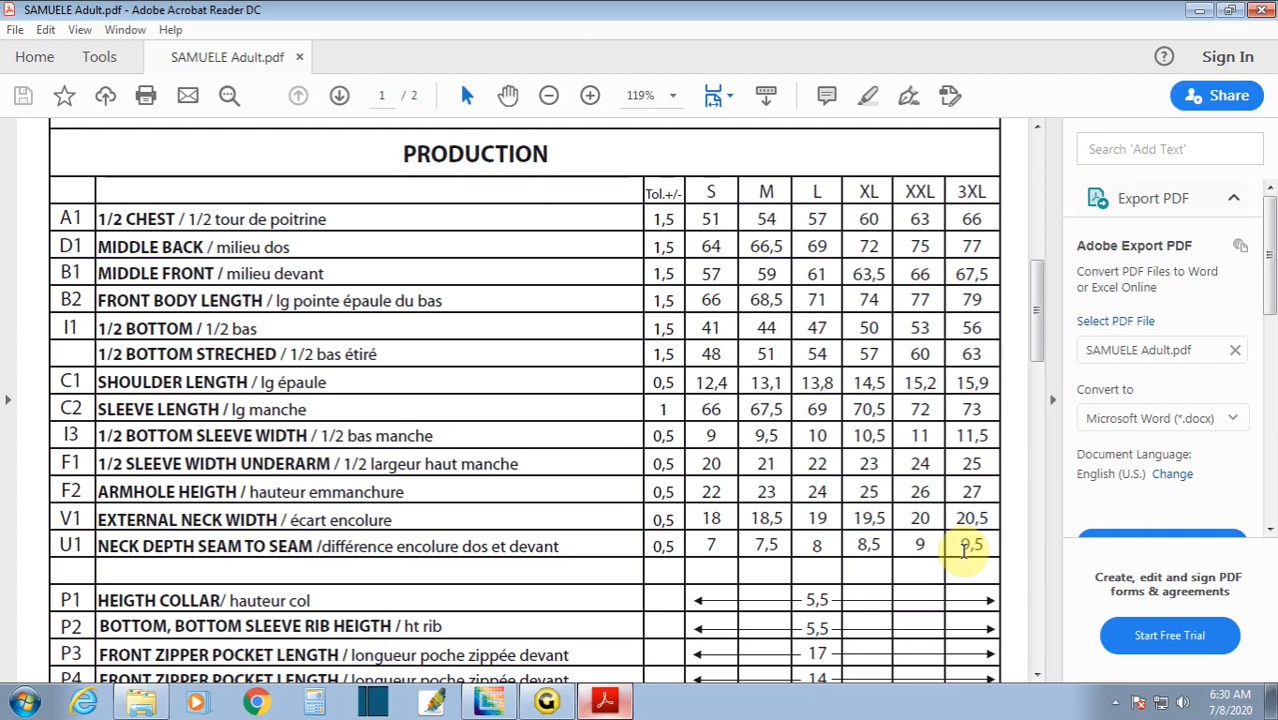 SAMUELE Adult.pdf - Adobe Acrobat Reader DC
File Edit View Window Help
Home Tools SAMUELE Adult.pdf × Sign In
1 / 2 119% Share
PRODUCTION
Tol.+/- S M L XL XXL 3XL
A1 1/2 CHEST / 1/2 tour de poitrine 1,5 51 54 57 60 63 66
D1 MIDDLE BACK / milieu dos 1,5 64 66,5 69 72 75 77
B1 MIDDLE FRONT / milieu devant 1,5 57 59 61 63,5 66 67,5
B2 FRONT BODY LENGTH / lg pointe épaule du bas 1,5 66 68,5 71 74 77 79
I1 1/2 BOTTOM / 1/2 bas 1,5 41 44 47 50 53 56
1/2 BOTTOM STRECHED / 1/2 bas étiré 1,5 48 51 54 57 60 63
C1 SHOULDER LENGTH / lg épaule 0,5 12,4 13,1 13,8 14,5 15,2 15,9
C2 SLEEVE LENGTH / lg manche 1 66 67,5 69 70,5 72 73
I3 1/2 BOTTOM SLEEVE WIDTH / 1/2 bas manche 0,5 9 9,5 10 10,5 11 11,5
F1 1/2 SLEEVE WIDTH UNDERARM / 1/2 largeur haut manche 0,5 20 21 22 23 24 25
F2 ARMHOLE HEIGTH / hauteur emmanchure 0,5 22 23 24 25 26 27
V1 EXTERNAL NECK WIDTH / écart encolure 0,5 18 18,5 19 19,5 20 20,5
U1 NECK DEPTH SEAM TO SEAM /différence encolure dos et devant 0,5 7 7,5 8 8,5 9 9,5
P1 HEIGTH COLLAR/ hauteur col 5,5
P2 BOTTOM, BOTTOM SLEEVE RIB HEIGTH / ht rib 5,5
P3 FRONT ZIPPER POCKET LENGTH / longueur poche zippée devant 17
P4 FRONT ZIPPER POCKET LENGTH / longueur poche zippée devant 14
Search 'Add Text'
Export PDF
Adobe Export PDF
Convert PDF Files to Word
or Excel Online
Select PDF File
SAMUELE Adult.pdf
Convert to
Microsoft Word (*.docx)
Document Language:
English (U.S.) Change
Create, edit and sign PDF
forms & agreements
Start Free Trial
6:30 AM
7/8/2020